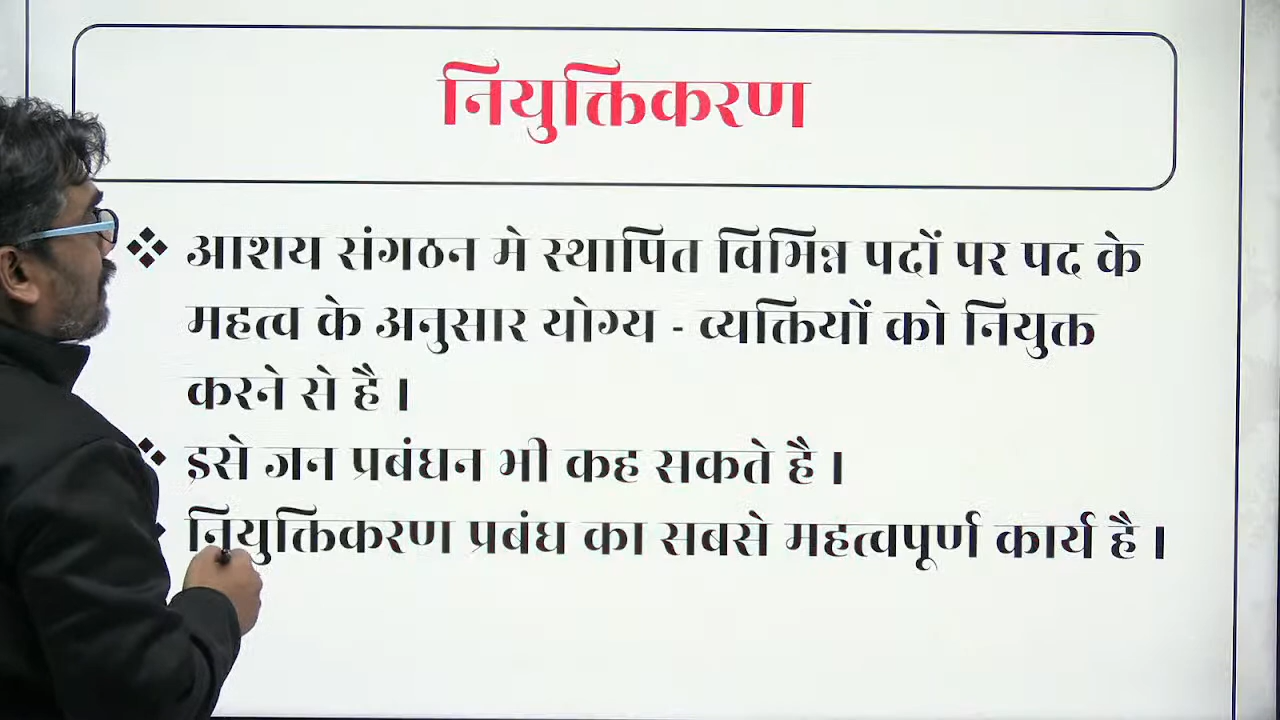 नियुक्तिकरण
आशय संगठन मे स्थापित विभिन्न पदों पर पद के
महत्व के अनुसार योग्य - व्यक्तियों को नियुक्त
करने से है ।
इसे जन प्रबंधन भी कह सकते है ।
नियुक्तिकरण प्रबंध का सबसे महत्वपूर्ण कार्य है ।